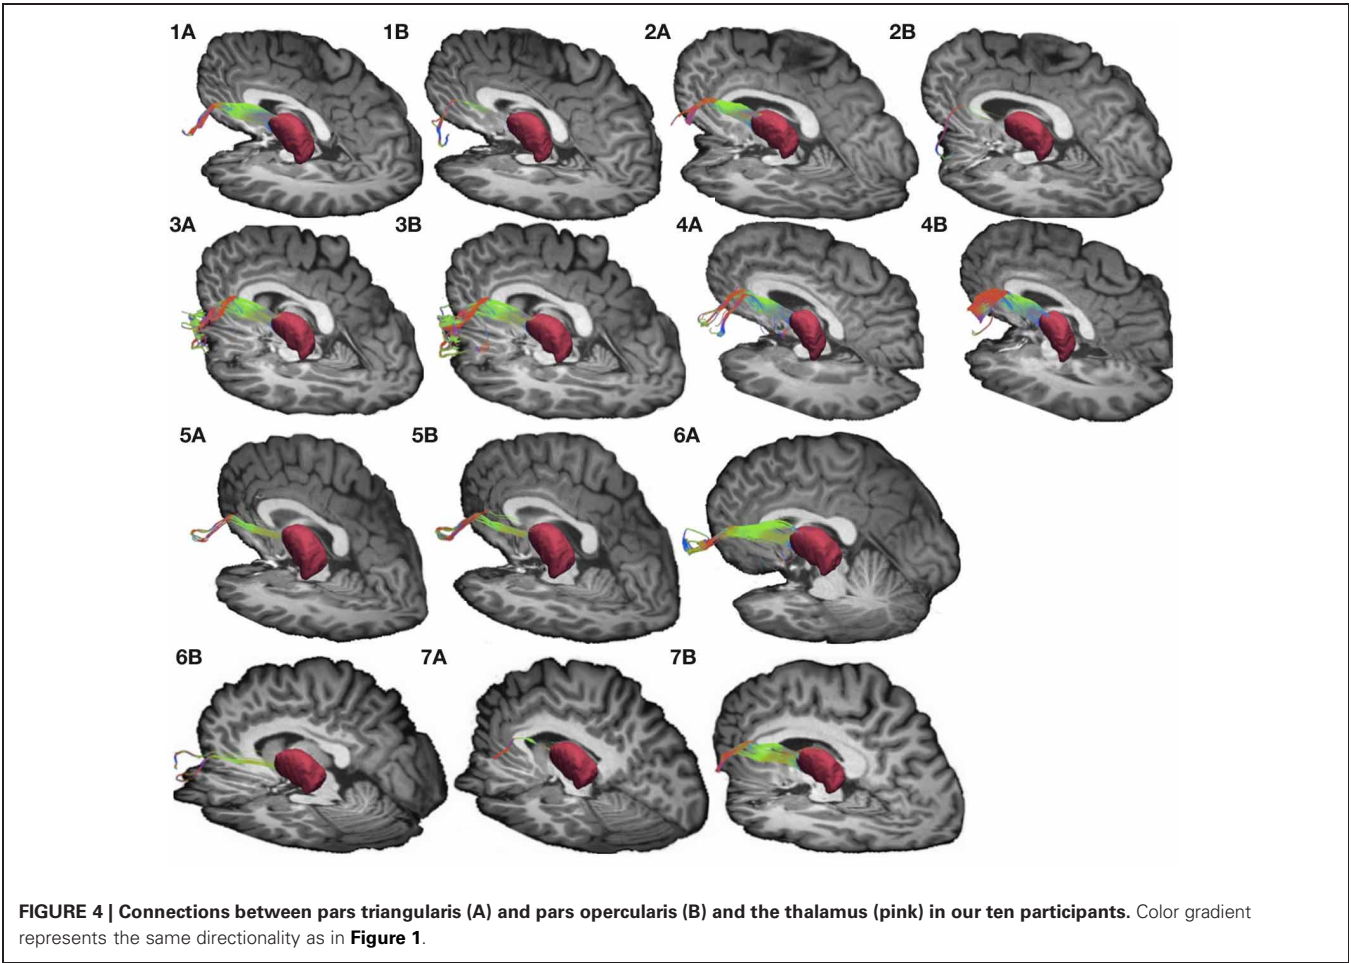 1A 1B 2A 2B
3A 3B 4A 4B
5A 5B 6A
6B 7A 7B
FIGURE 4 | Connections between pars triangularis (A) and pars opercularis (B) and the thalamus (pink) in our ten participants. Color gradient
represents the same directionality as in Figure 1.